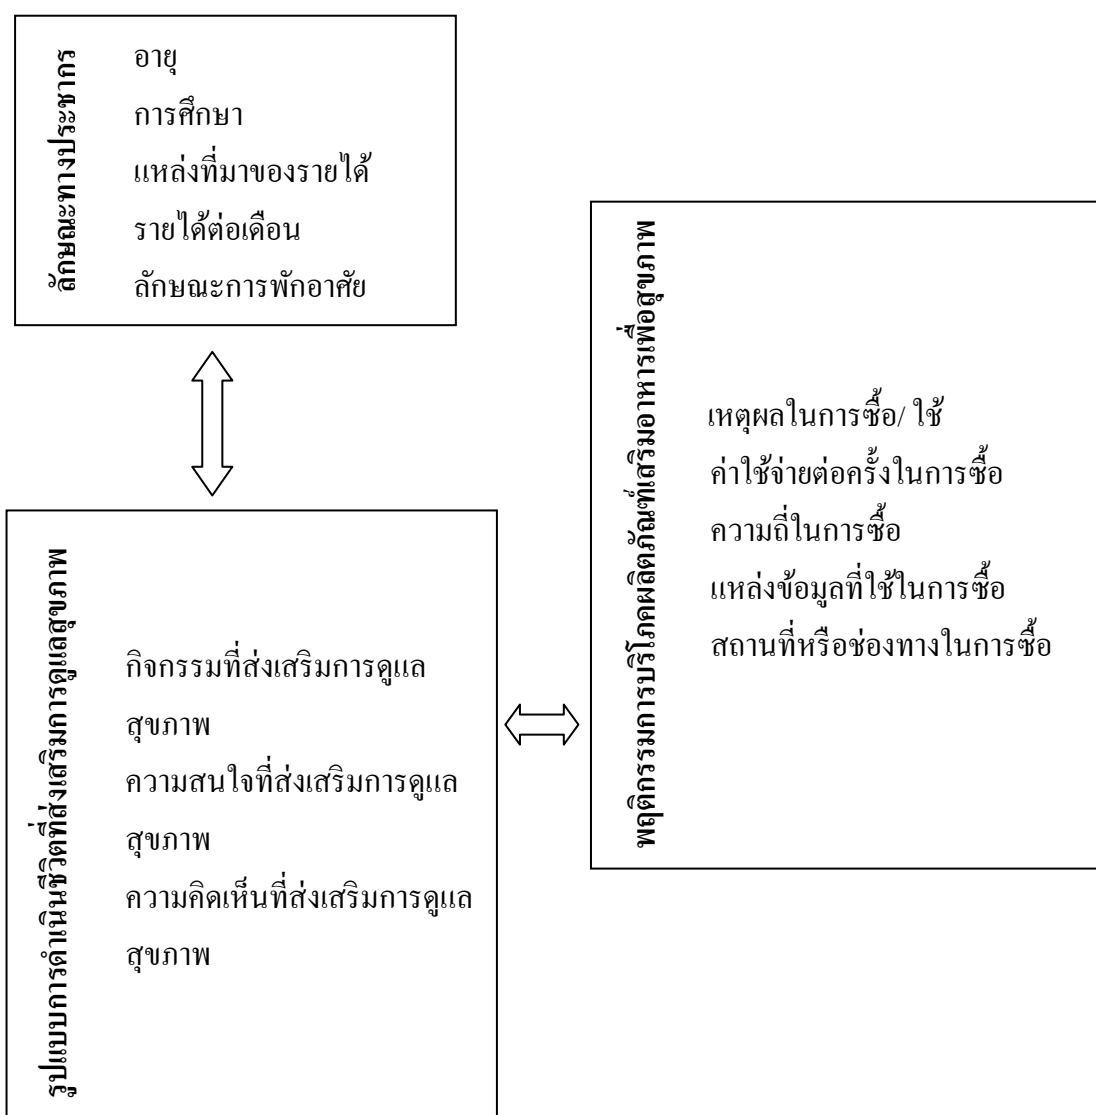 ลักษณะทางประชากร
อายุ
การศึกษา
แหล่งที่มาของรายได้
รายได้ต่อเดือน
ลักษณะการพักอาศัย
รูปแบบการดำเนินชีวิตที่ส่งเสริมการดูแลสุขภาพ
กิจกรรมที่ส่งเสริมการดูแล
สุขภาพ
ความสนใจที่ส่งเสริมการดูแล
สุขภาพ
ความคิดเห็นที่ส่งเสริมการดูแล
สุขภาพ
พฤติกรรมการบริโภคผลิตภัณฑ์เสริมอาหารเพื่อสุขภาพ
เหตุผลในการซื้อ/ ใช้
ค่าใช้จ่ายต่อครั้งในการซื้อ
ความถี่ในการซื้อ
แหล่งข้อมูลที่ใช้ในการซื้อ
สถานที่หรือช่องทางในการซื้อ